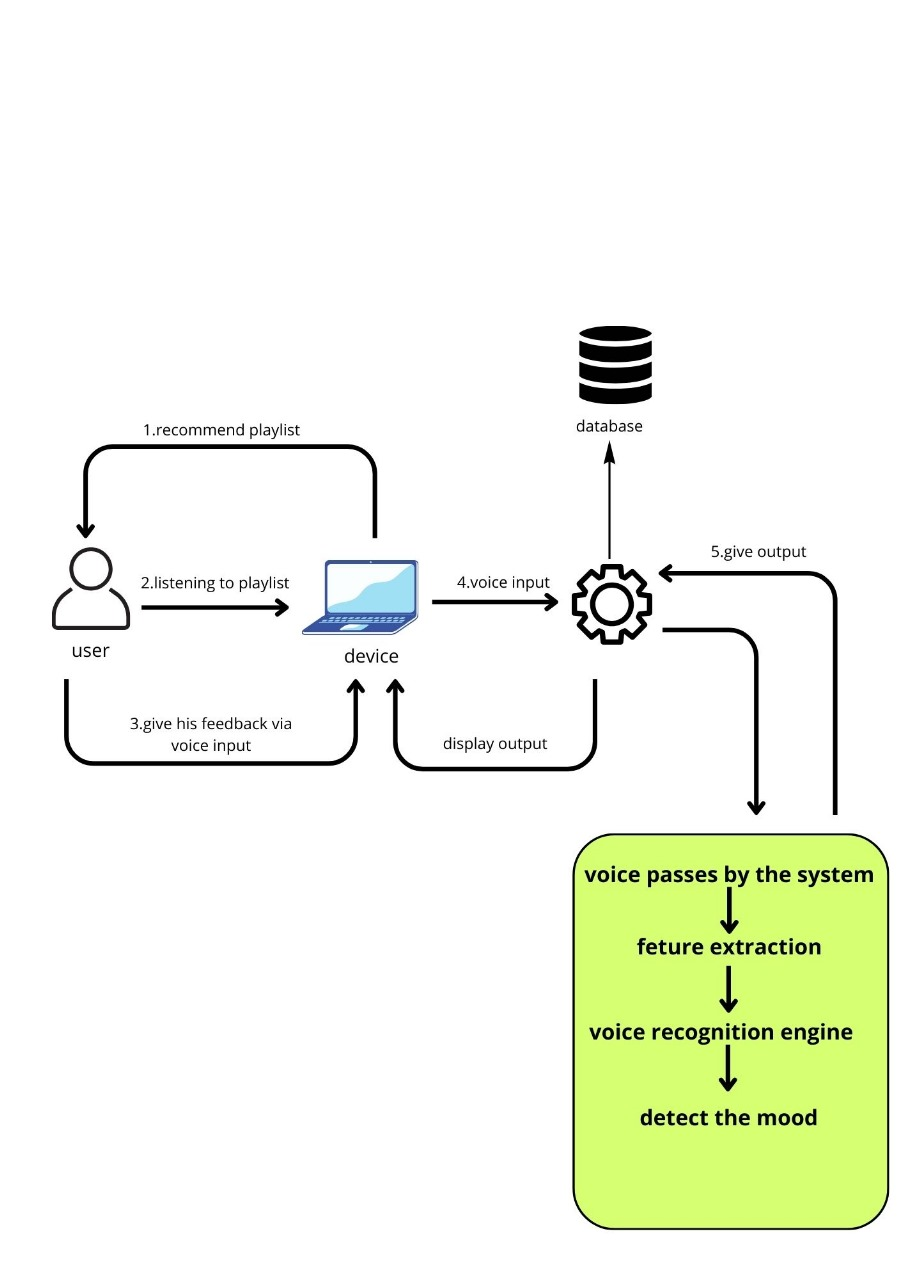 database
1.recommend playlist
5.give output
2.listening to playlist
4.voice input
user
device
3.give his feedback via
voice input
display output
voice passes by the system
feture extraction
voice recognition engine
detect the mood